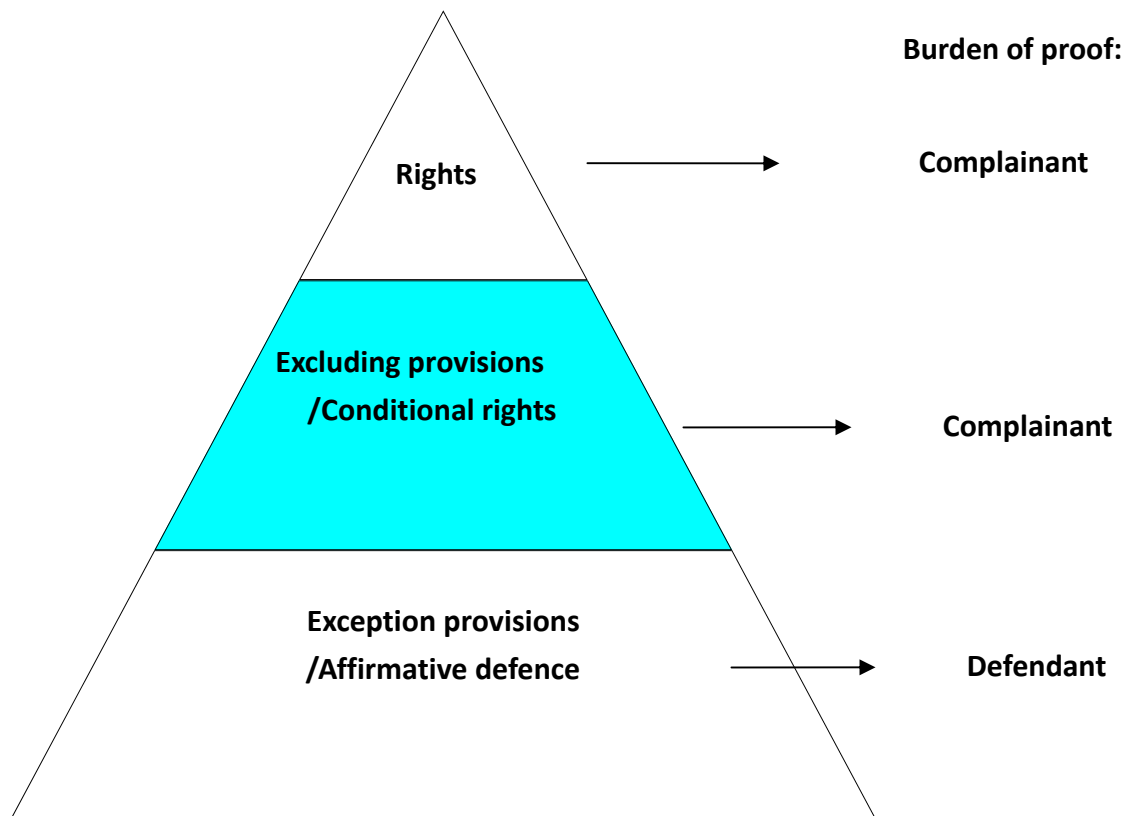 Burden of proof:
Rights
Complainant
Excluding provisions
/Conditional rights
Complainant
Exception provisions
/Affirmative defence
Defendant